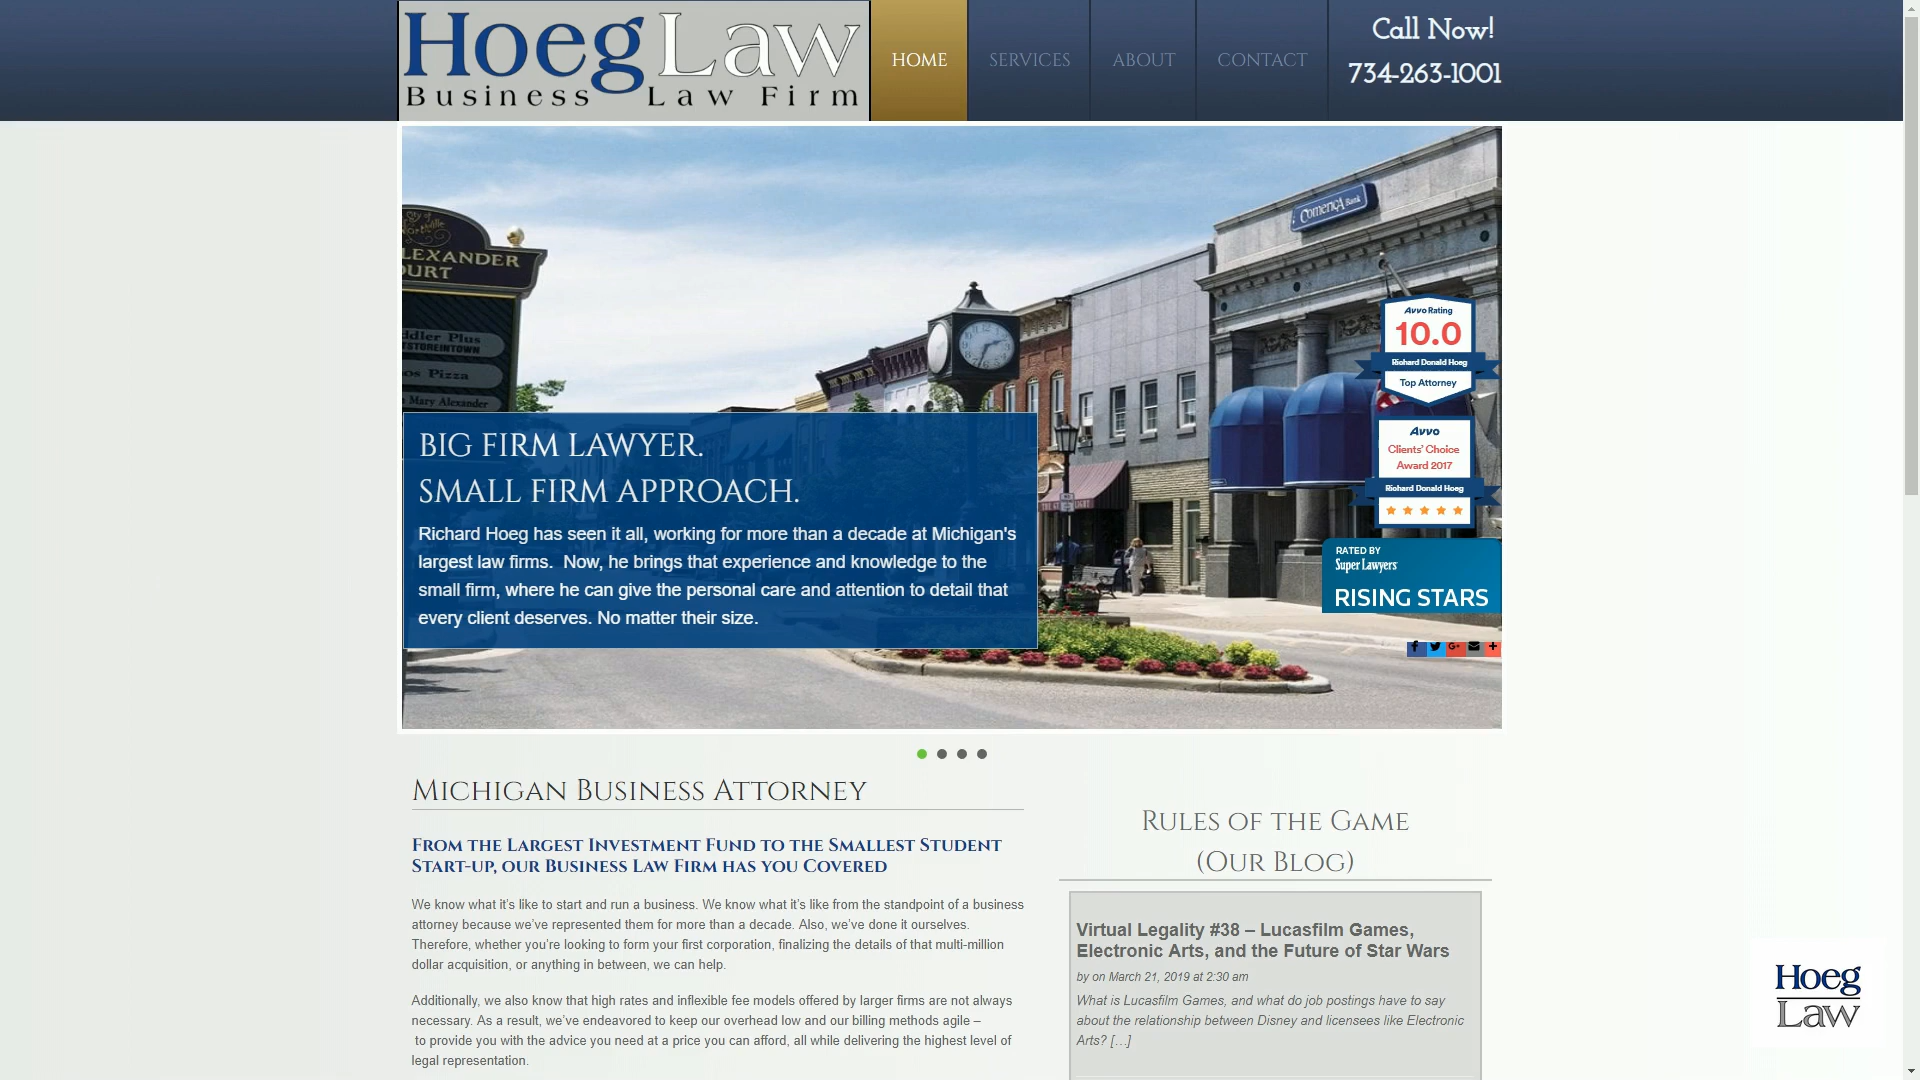 Hoeg Law
Business Law Firm
HOME
SERVICES
ABOUT
CONTACT
Call Now!
734-263-1001
City of
Northville
ALEXANDER
COURT
Comerica Bank
Pizza
Mary Alexander
Avvo Rating
10.0
Richard Donald Hoeg
Top Attorney
Avvo
Clients' Choice
Award 2017
Richard Donald Hoeg
RATED BY
Super Lawyers
RISING STARS
BIG FIRM LAWYER.
SMALL FIRM APPROACH.
Richard Hoeg has seen it all, working for more than a decade at Michigan's
largest law firms.  Now, he brings that experience and knowledge to the
small firm, where he can give the personal care and attention to detail that
every client deserves. No matter their size.
Michigan Business Attorney
From the Largest Investment Fund to the Smallest Student
Start-up, our Business Law Firm has you Covered
We know what it's like to start and run a business. We know what it's like from the standpoint of a business
attorney because we've represented them for more than a decade. Also, we've done it ourselves.
Therefore, whether you're looking to form your first corporation, finalizing the details of that multi-million
dollar acquisition, or anything in between, we can help.
Additionally, we also know that high rates and inflexible fee models offered by larger firms are not always
necessary. As a result, we've endeavored to keep our overhead low and our billing methods agile –
to provide you with the advice you need at a price you can afford, all while delivering the highest level of
legal representation.
Rules of the Game
(Our Blog)
Virtual Legality #38 – Lucasfilm Games,
Electronic Arts, and the Future of Star Wars
by on March 21, 2019 at 2:30 am
What is Lucasfilm Games, and what do job postings have to say
about the relationship between Disney and licensees like Electronic
Arts? […]
Hoeg
Law